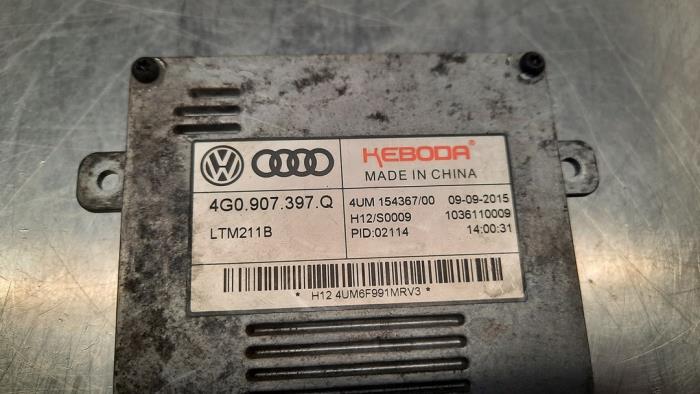 KEBODA
MADE IN CHINA
4G0.907.397.Q
LTM211B
4UM 154367/00 09-09-2015
H12/S0009 1036110009
PID:02114 14:00:31
* H12 4UM6F991MRV3 *